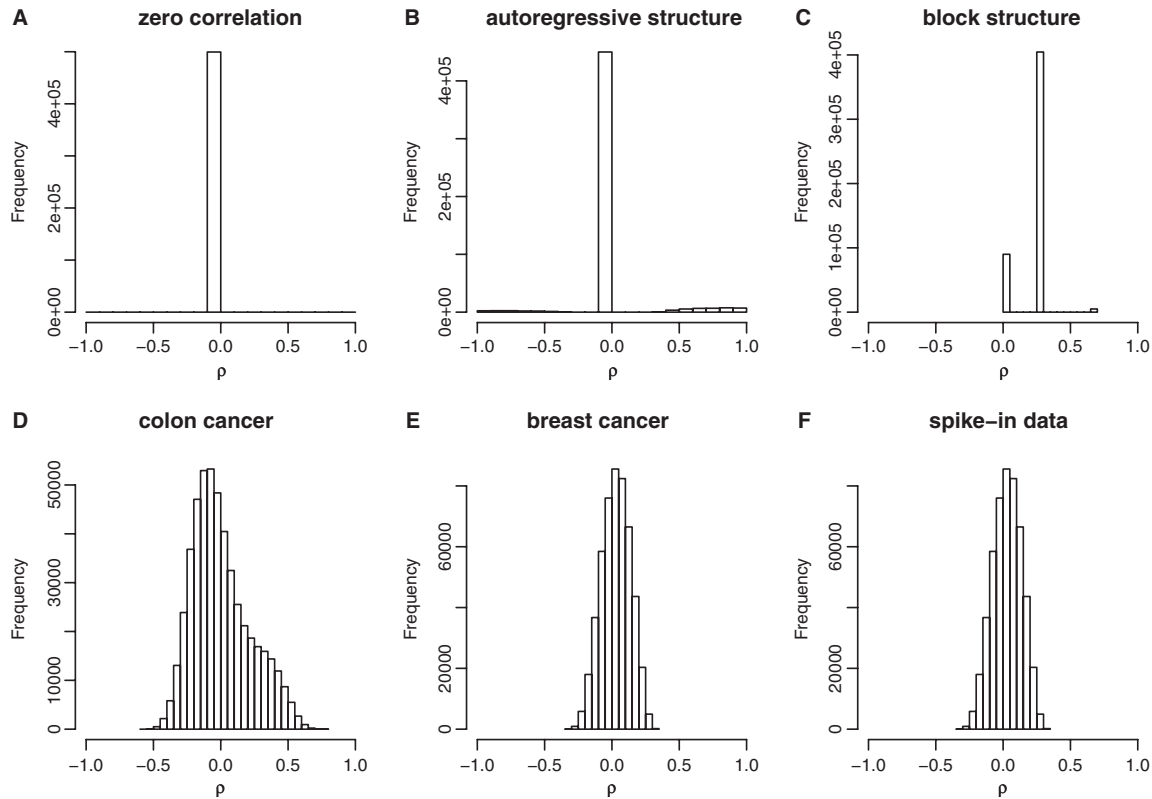 A zero correlation
Frequency
0e+00 2e+05 4e+05
−1.0 −0.5 0.0 0.5 1.0
ρ
B autoregressive structure
Frequency
0e+00 2e+05 4e+05
−1.0 −0.5 0.0 0.5 1.0
ρ
C block structure
Frequency
0e+00 1e+05 2e+05 3e+05 4e+05
−1.0 −0.5 0.0 0.5 1.0
ρ
D colon cancer
Frequency
0 10000 30000 50000
−1.0 −0.5 0.0 0.5 1.0
ρ
E breast cancer
Frequency
0 20000 60000
−1.0 −0.5 0.0 0.5 1.0
ρ
F spike−in data
Frequency
0 20000 60000
−1.0 −0.5 0.0 0.5 1.0
ρ